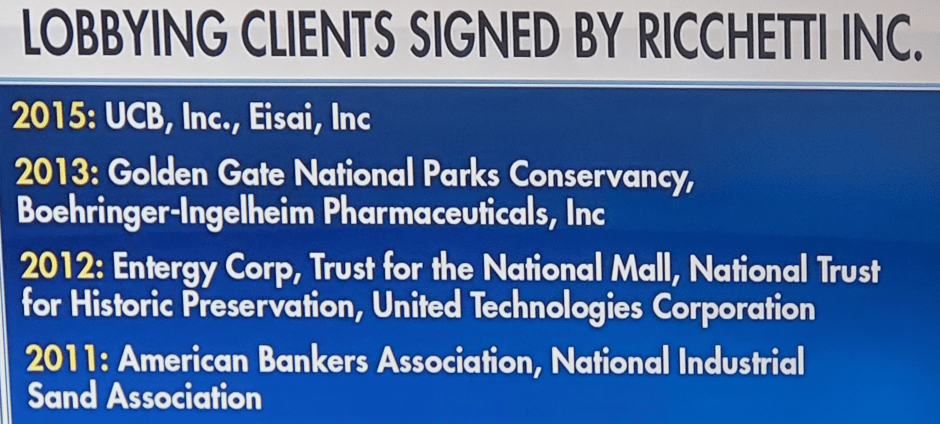 LOBBYING CLIENTS SIGNED BY RICCHETTI INC.
2015: UCB, Inc., Eisai, Inc
2013: Golden Gate National Parks Conservancy,
Boehringer-Ingelheim Pharmaceuticals, Inc
2012: Entergy Corp, Trust for the National Mall, National Trust
for Historic Preservation, United Technologies Corporation
2011: American Bankers Association, National Industrial
Sand Association